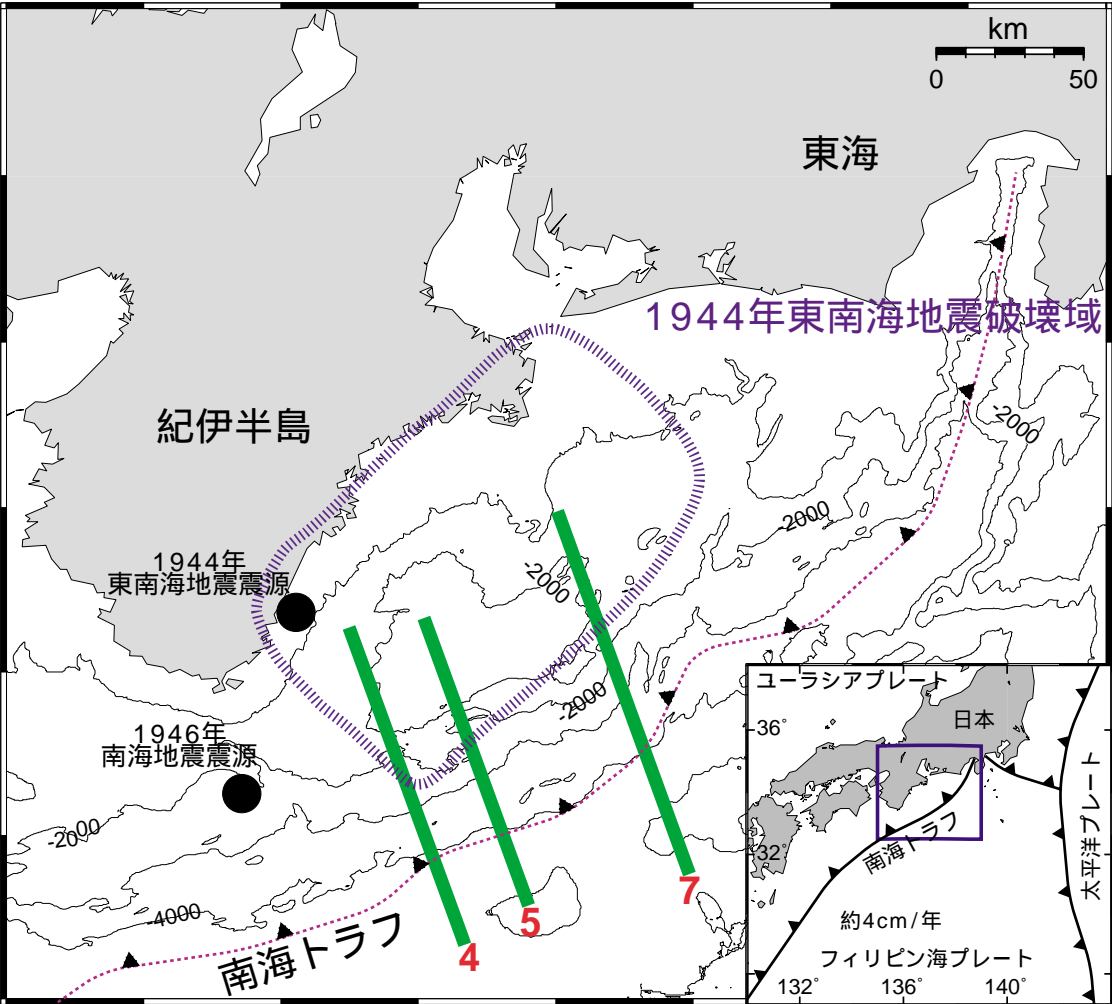 km
0 50
東海
1944年東南海地震破壊域
-2000
紀伊半島
-2000
1944年
東南海地震震源
-2000
-2000
1946年
南海地震震源
-2000
-4000
南海トラフ
4
5
7
ユーラシアプレート
日本
36°
32°
南海トラフ
太平洋プレート
約4cm/年
フィリピン海プレート
132° 136° 140°